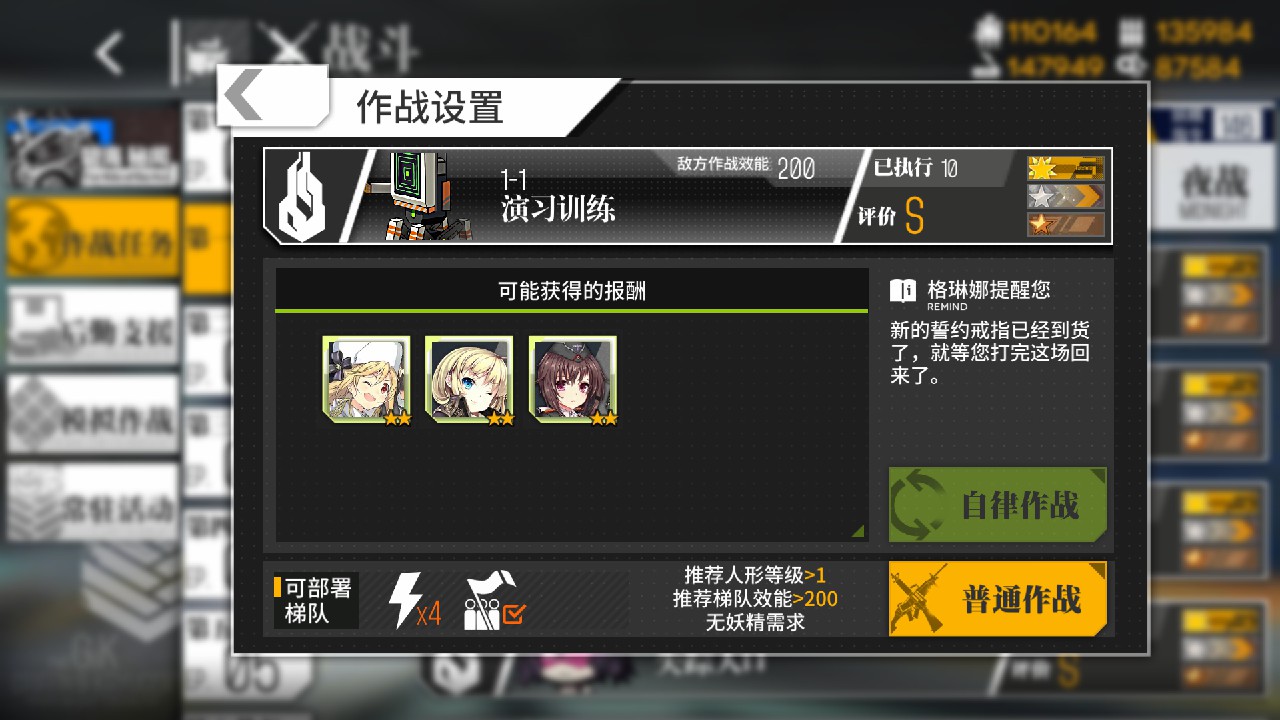 战斗
110164
135984
147949
87584
作战设置
1-1
演习训练
敌方作战效能 200
已执行 10
评价 S
作战任务
后勤支援
模拟作战
常驻活动
夜战
MIDNIGHT
可能获得的报酬
格琳娜提醒您
REMIND
新的誓约戒指已经到货
了，就等您打完这场回
来了。
自律作战
可部署
梯队
x4
推荐人形等级>1
推荐梯队效能>200
无妖精需求
普通作战
05
评价 S